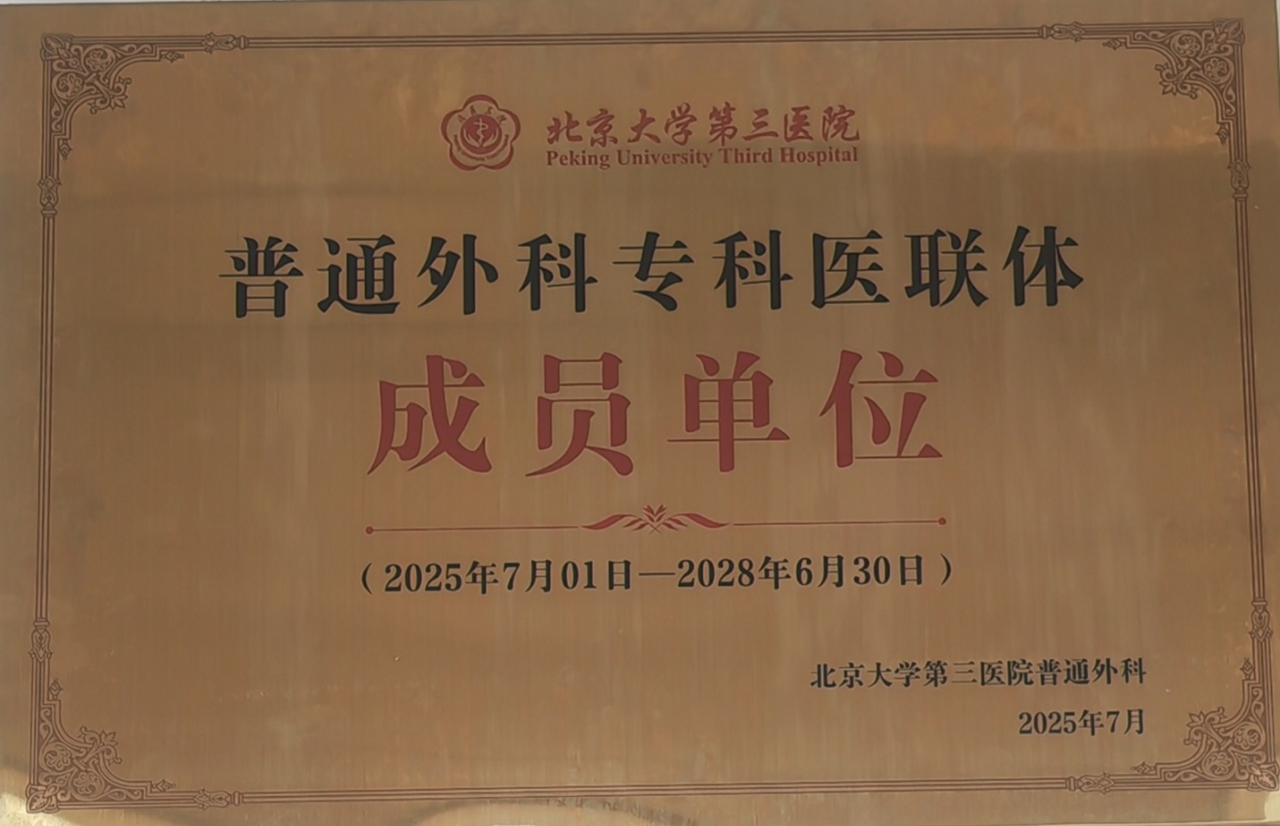 北京大学第三医院
Peking University Third Hospital
普通外科专科医联体
成员单位
（2025年7月01日—2028年6月30日）
北京大学第三医院普通外科
2025年7月